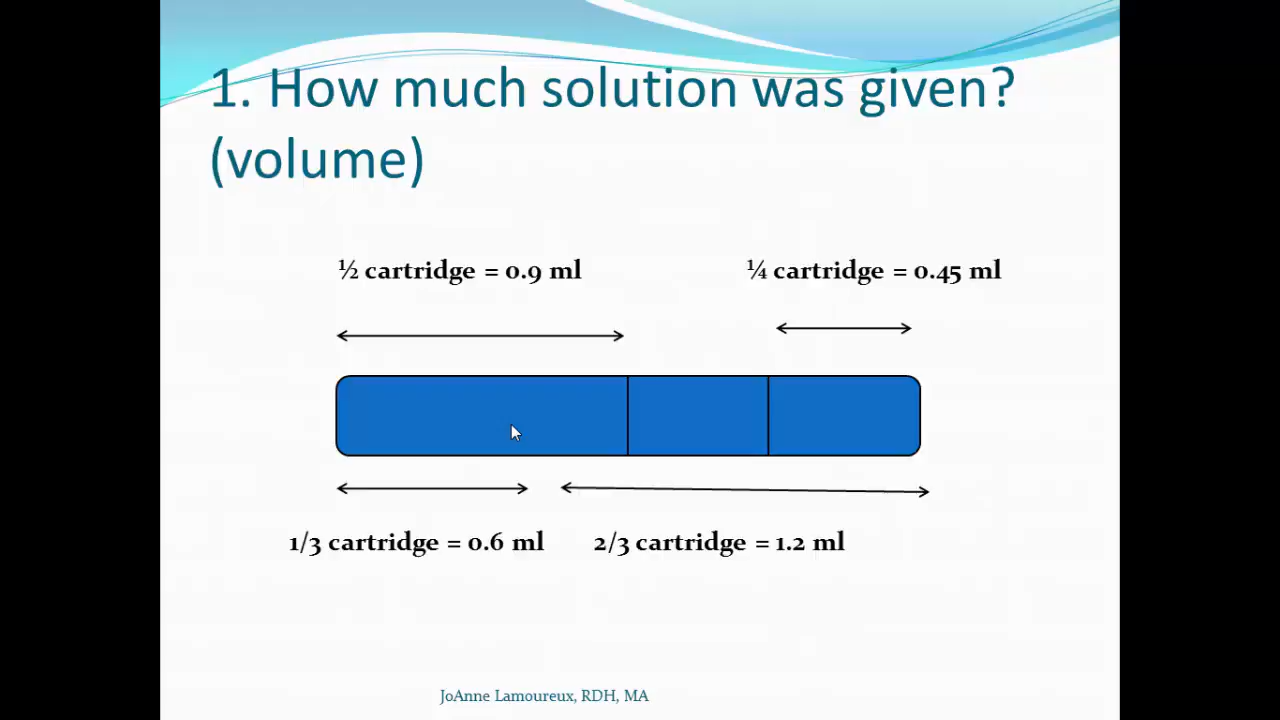 1. How much solution was given?
(volume)
½ cartridge = 0.9 ml
¼ cartridge = 0.45 ml
1/3 cartridge = 0.6 ml
2/3 cartridge = 1.2 ml
JoAnne Lamoureux, RDH, MA